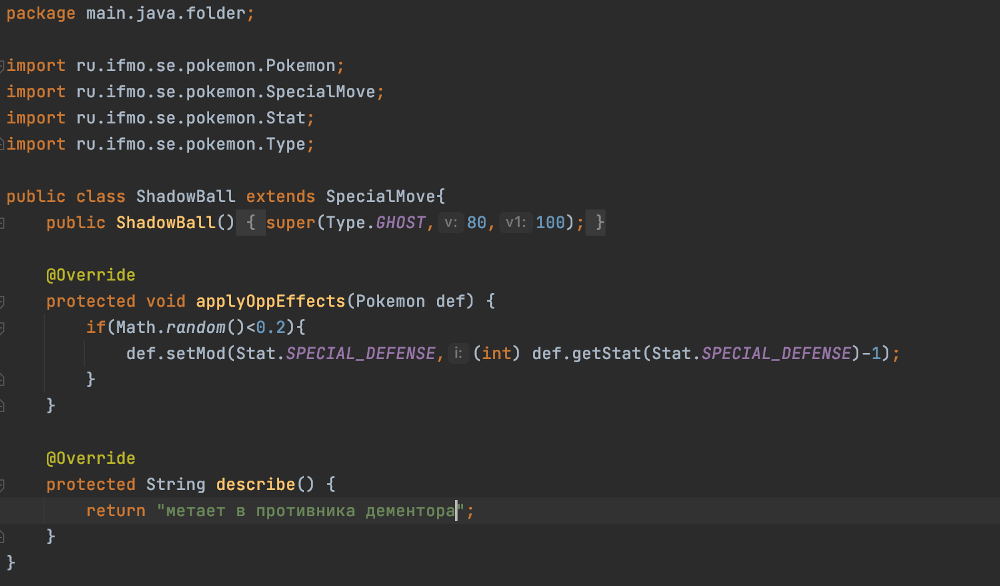 package main.java.folder;
import ru.ifmo.se.pokemon.Pokemon;
import ru.ifmo.se.pokemon.SpecialMove;
import ru.ifmo.se.pokemon.Stat;
import ru.ifmo.se.pokemon.Type;
public class ShadowBall extends SpecialMove{
public ShadowBall() { super(Type.GHOST, v: 80, v1: 100); }
@Override
protected void applyOppEffects(Pokemon def) {
if(Math.random()<0.2){
def.setMod(Stat.SPECIAL_DEFENSE, i: (int) def.getStat(Stat.SPECIAL_DEFENSE)-1);
}
}
@Override
protected String describe() {
return "метает в противника дементора";
}
}